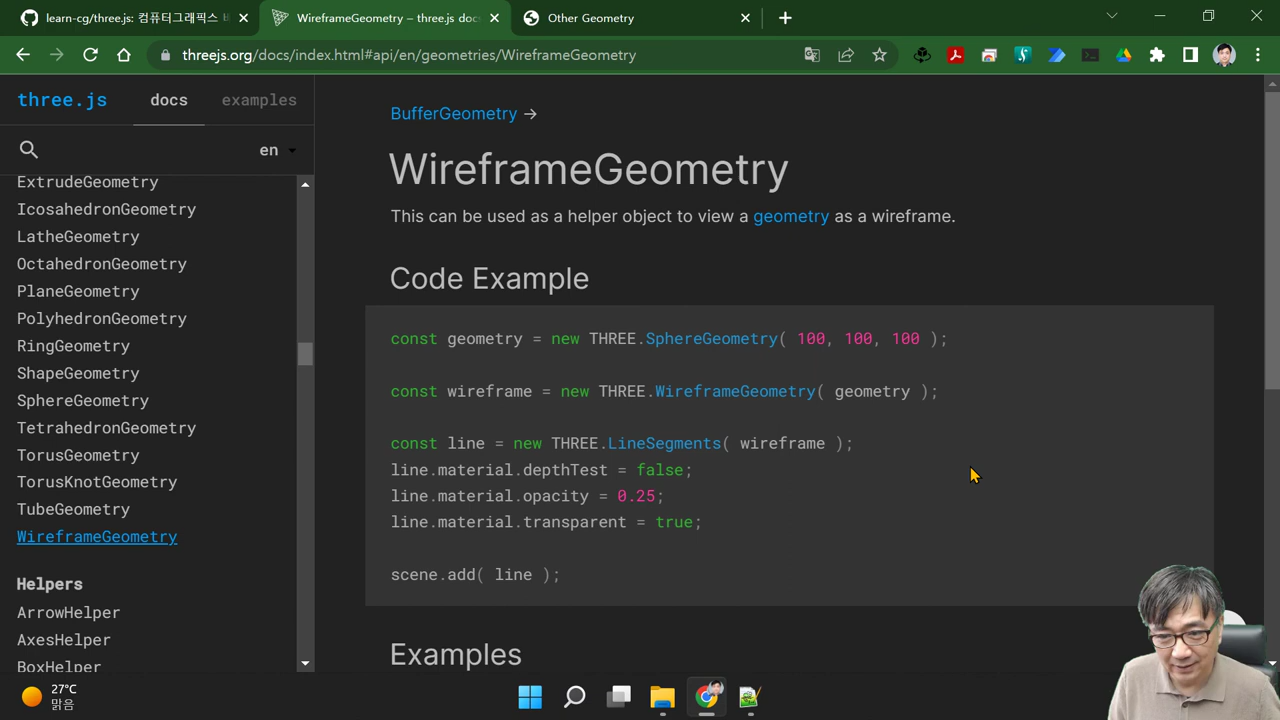 learn-cg/three.js: 컴퓨터그래픽스
WireframeGeometry – three.js doc
Other Geometry
threejs.org/docs/index.html#api/en/geometries/WireframeGeometry
three.js
docs
examples
en
ExtrudeGeometry
IcosahedronGeometry
LatheGeometry
OctahedronGeometry
PlaneGeometry
PolyhedronGeometry
RingGeometry
ShapeGeometry
SphereGeometry
TetrahedronGeometry
TorusGeometry
TorusKnotGeometry
TubeGeometry
WireframeGeometry
Helpers
ArrowHelper
AxesHelper
BoxHelper
BufferGeometry →
WireframeGeometry
This can be used as a helper object to view a geometry as a wireframe.
Code Example
const geometry = new THREE.SphereGeometry( 100, 100, 100 );
const wireframe = new THREE.WireframeGeometry( geometry );
const line = new THREE.LineSegments( wireframe );
line.material.depthTest = false;
line.material.opacity = 0.25;
line.material.transparent = true;
scene.add( line );
Examples
27°C
맑음